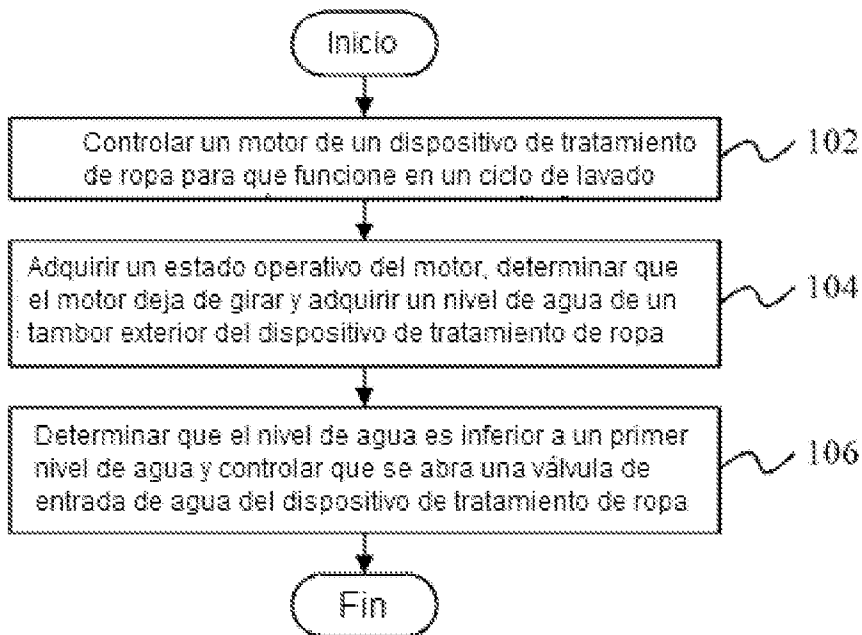 Inicio
Controlar un motor de un dispositivo de tratamiento
de ropa para que funcione en un ciclo de lavado
102
Adquirir un estado operativo del motor, determinar que
el motor deja de girar y adquirir un nivel de agua de un
tambor exterior del dispositivo de tratamiento de ropa
104
Determinar que el nivel de agua es inferior a un primer
nivel de agua y controlar que se abra una válvula de
entrada de agua del dispositivo de tratamiento de ropa
106
Fin